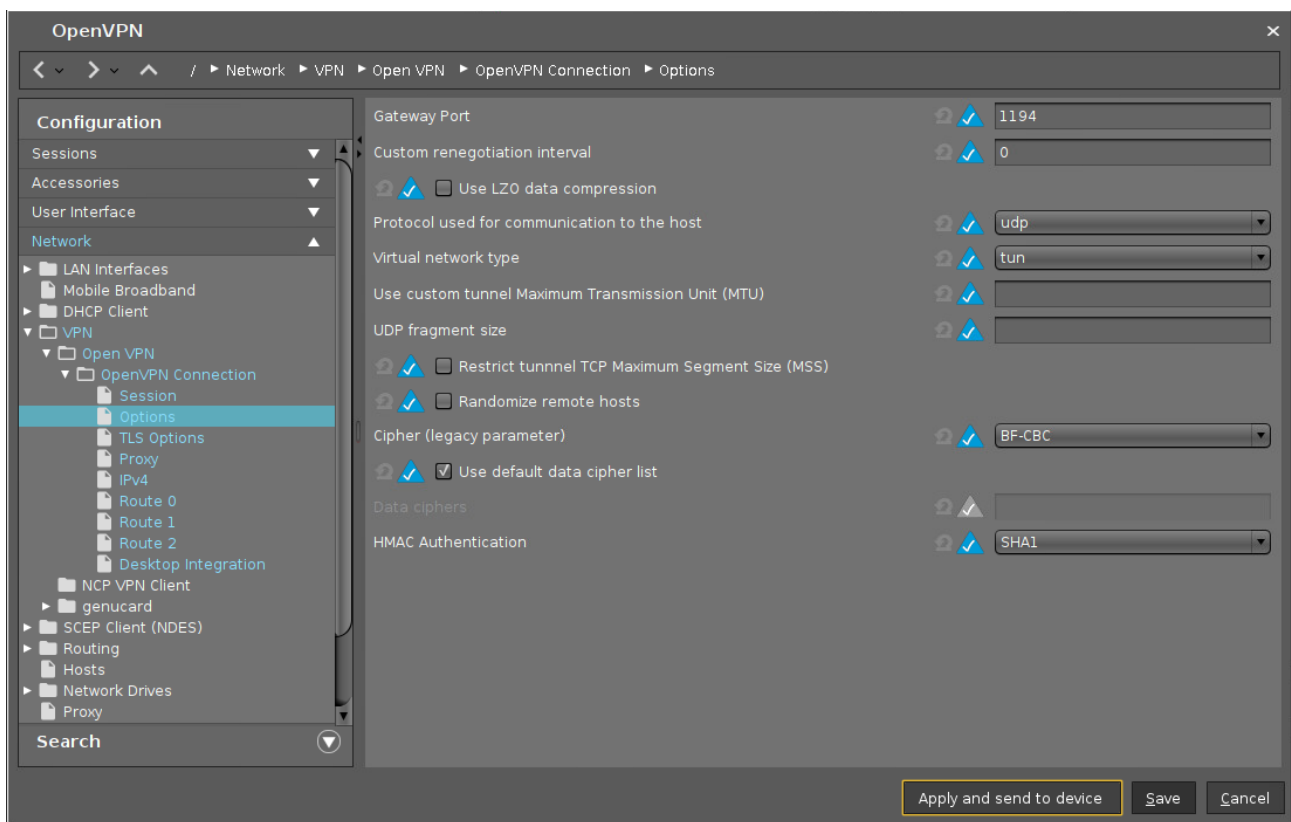 OpenVPN
/ Network VPN Open VPN OpenVPN Connection Options
Configuration
Sessions
Accessories
User Interface
Network
LAN Interfaces
Mobile Broadband
DHCP Client
VPN
Open VPN
OpenVPN Connection
Session
Options
TLS Options
Proxy
IPv4
Route 0
Route 1
Route 2
Desktop Integration
NCP VPN Client
genucard
SCEP Client (NDES)
Routing
Hosts
Network Drives
Proxy
Search
Gateway Port 1194
Custom renegotiation interval 0
Use LZO data compression
Protocol used for communication to the host udp
Virtual network type tun
Use custom tunnel Maximum Transmission Unit (MTU)
UDP fragment size
Restrict tunnnel TCP Maximum Segment Size (MSS)
Randomize remote hosts
Cipher (legacy parameter) BF-CBC
Use default data cipher list
Data ciphers
HMAC Authentication SHA1
Apply and send to device Save Cancel